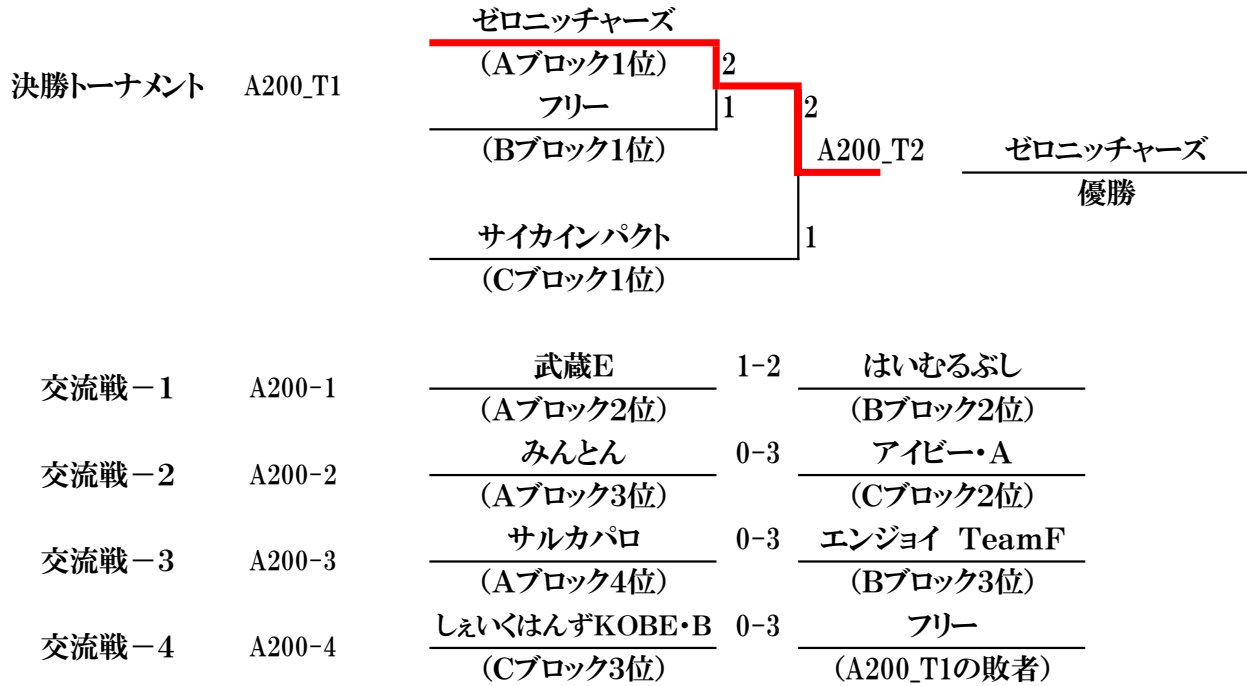 ゼロニッチャーズ
(Aブロック1位) 2
決勝トーナメント A200_T1
フリー 1 2
(Bブロック1位) A200_T2 ゼロニッチャーズ
優勝
サイカインパクト 1
(Cブロック1位)
武蔵E 1-2 はいむるぶし
交流戦－1 A200-1
(Aブロック2位) (Bブロック2位)
みんとん 0-3 アイビー・A
交流戦－2 A200-2
(Aブロック3位) (Cブロック2位)
サルカパロ 0-3 エンジョイ TeamF
交流戦－3 A200-3
(Aブロック4位) (Bブロック3位)
しぇいくはんずKOBE・B 0-3 フリー
交流戦－4 A200-4
(Cブロック3位) (A200_T1の敗者)